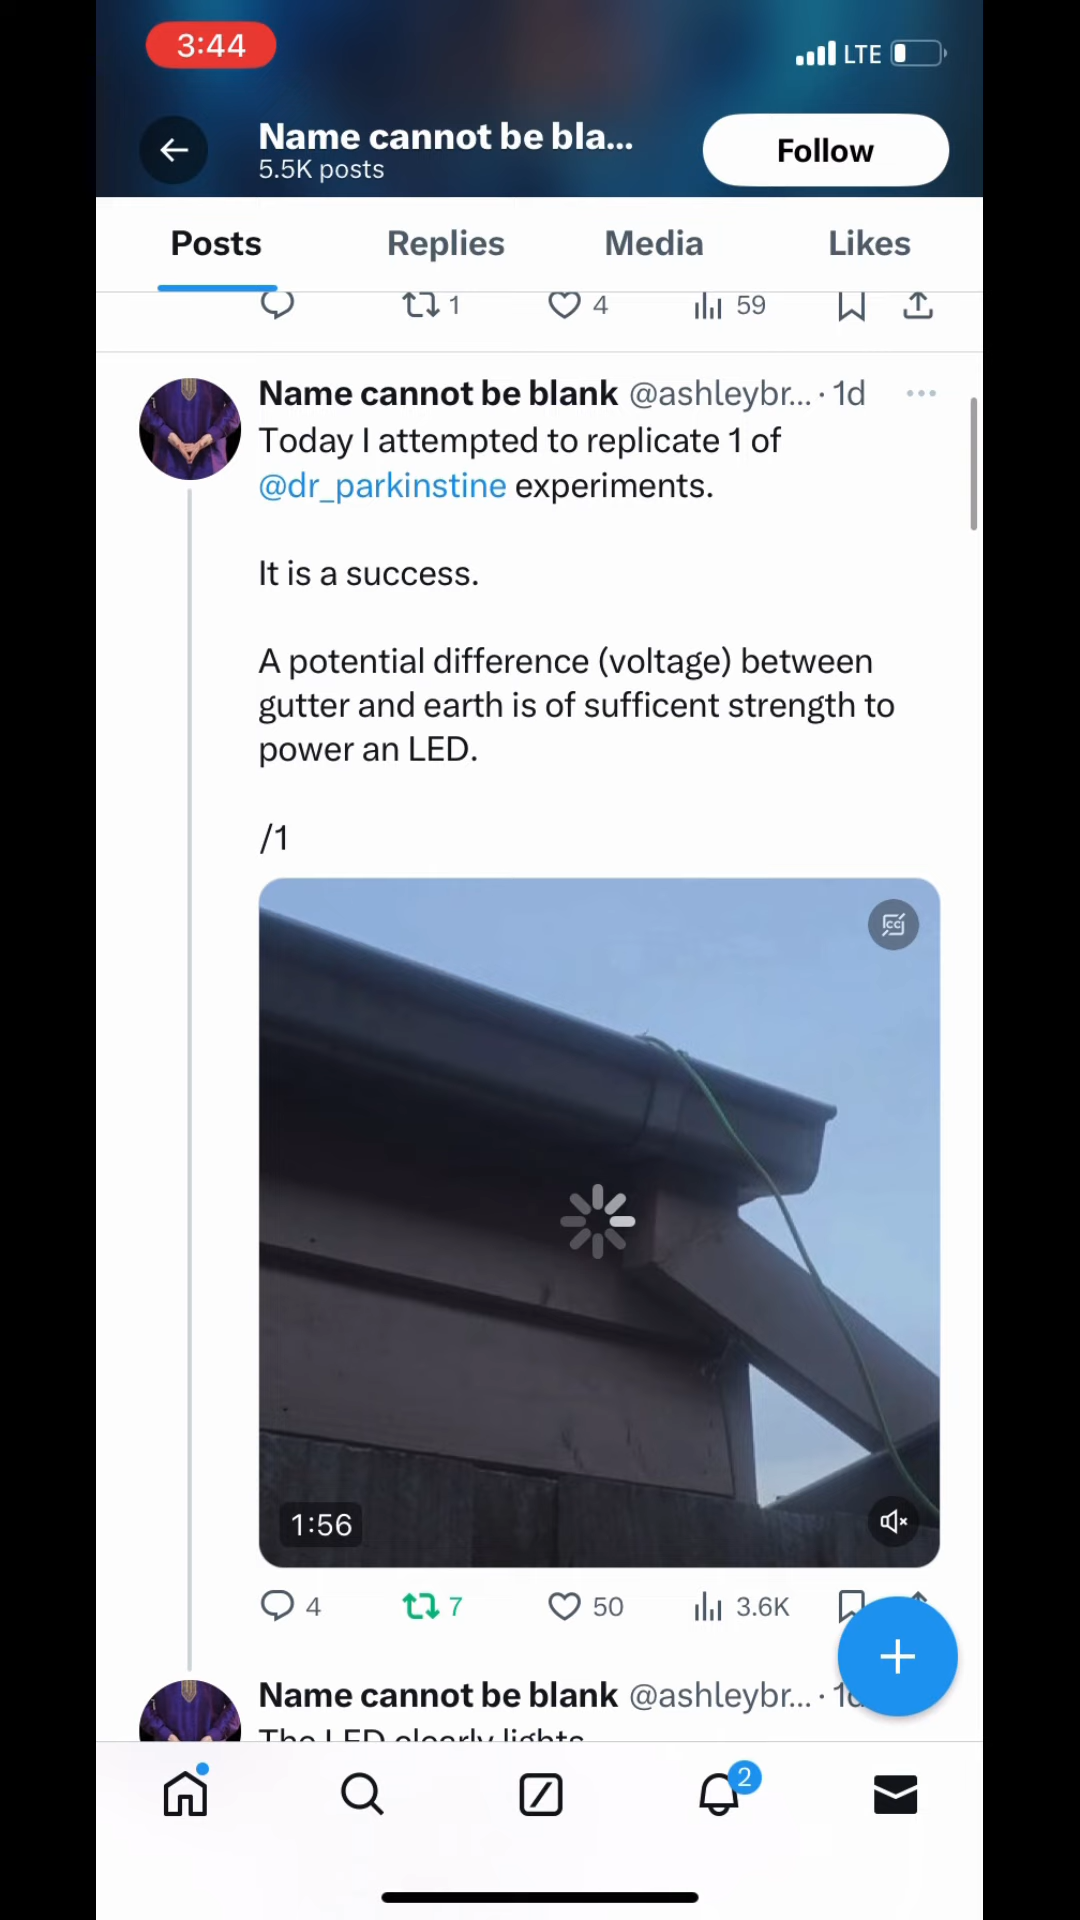 3:44
LTE
Name cannot be bla...
5.5K posts
Follow
Posts
Replies
Media
Likes
1
4
59
Name cannot be blank @ashleybr... · 1d
Today I attempted to replicate 1 of
@dr_parkinstine experiments.
It is a success.
A potential difference (voltage) between
gutter and earth is of sufficent strength to
power an LED.
/1
CC
1:56
4
7
50
3.6K
Name cannot be blank @ashleybr... · 1d
The LED clearly lights
2